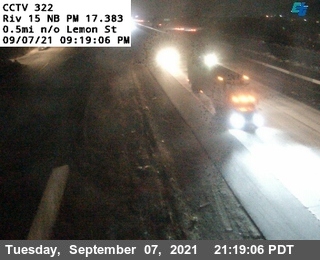 CCTV 322
Riv 15 NB PM 17.383
0.5mi n/o Lemon St
09/07/21 09:19:06 PM
Tuesday, September 07, 2021 21:19:06 PDT